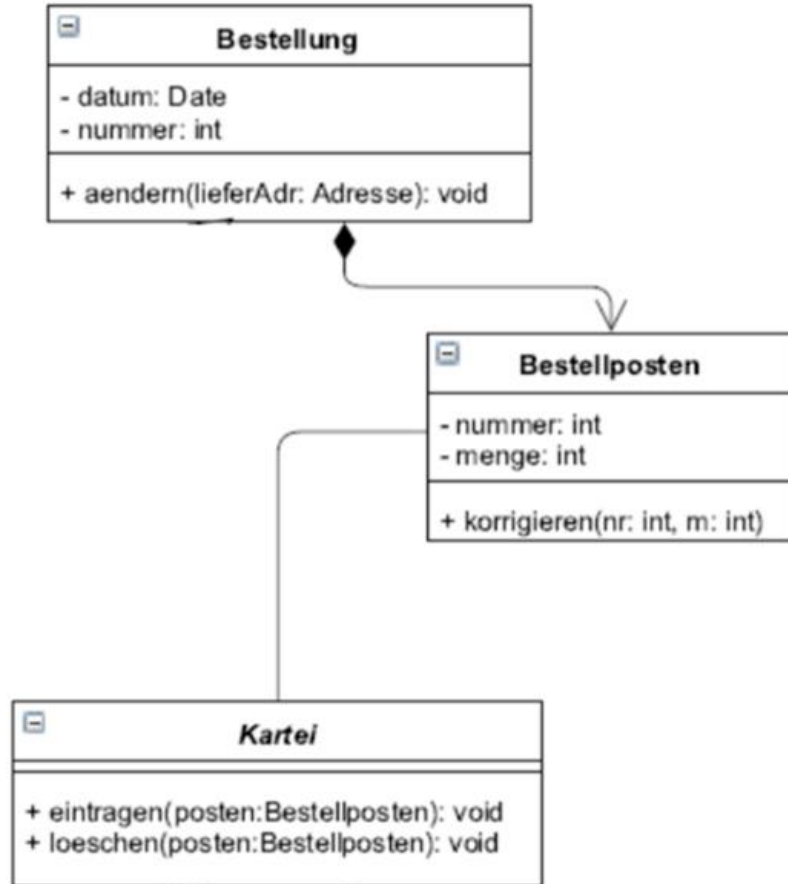 Bestellung
- datum: Date
- nummer: int
+ aendern(lieferAdr: Adresse): void
Bestellposten
- nummer: int
- menge: int
+ korrigieren(nr: int, m: int)
Kartei
+ eintragen(posten:Bestellposten): void
+ loeschen(posten:Bestellposten): void